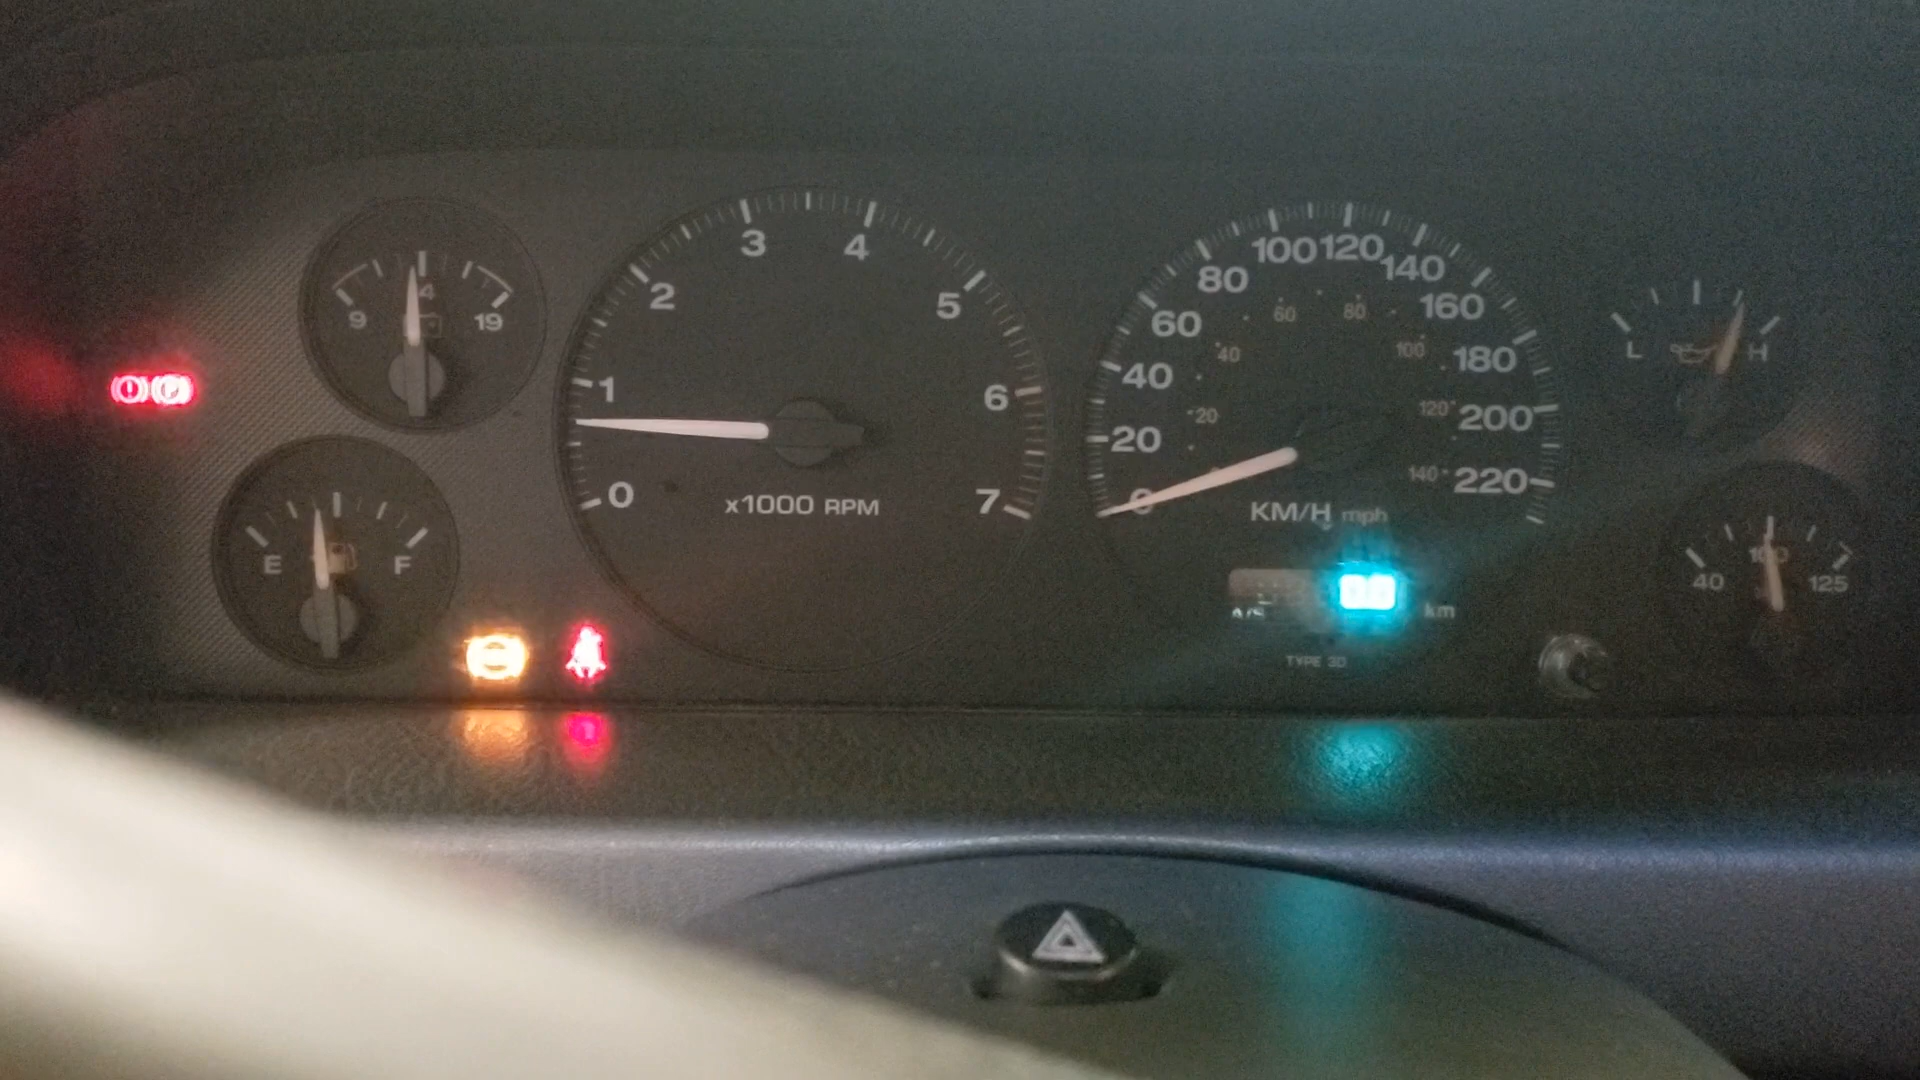 9 4 19
E F
0 1 2 3 4 5 6 7
x1000 RPM
0 20 40 60 80 100 120 140 160 180 200 220
20 40 60 80 100 120 140
KM/H mph
km
TYPE 3D
L H
40 100 125